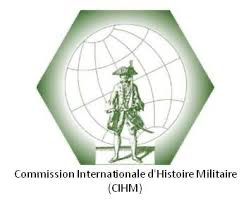 Commission Internationale d'Histoire Militaire
(CIHM)